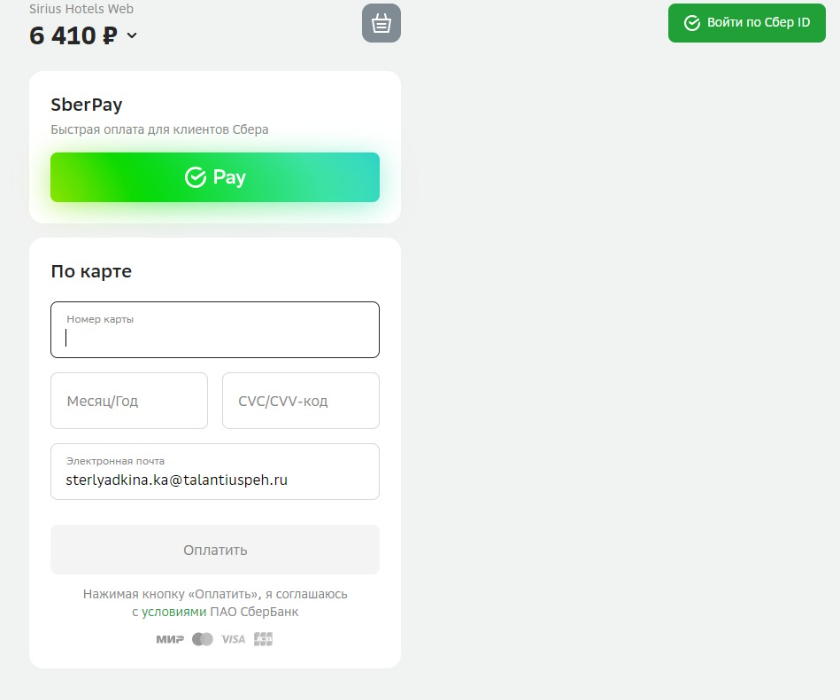 Sirius Hotels Web
6 410 ₽
Войти по Сбер ID
SberPay
Быстрая оплата для клиентов Сбера
Pay
По карте
Номер карты
Месяц/Год
CVC/CVV-код
Электронная почта
sterlyadkina.ka@talantiuspeh.ru
Оплатить
Нажимая кнопку «Оплатить», я соглашаюсь
с условиями ПАО СберБанк
МИР VISA JCB